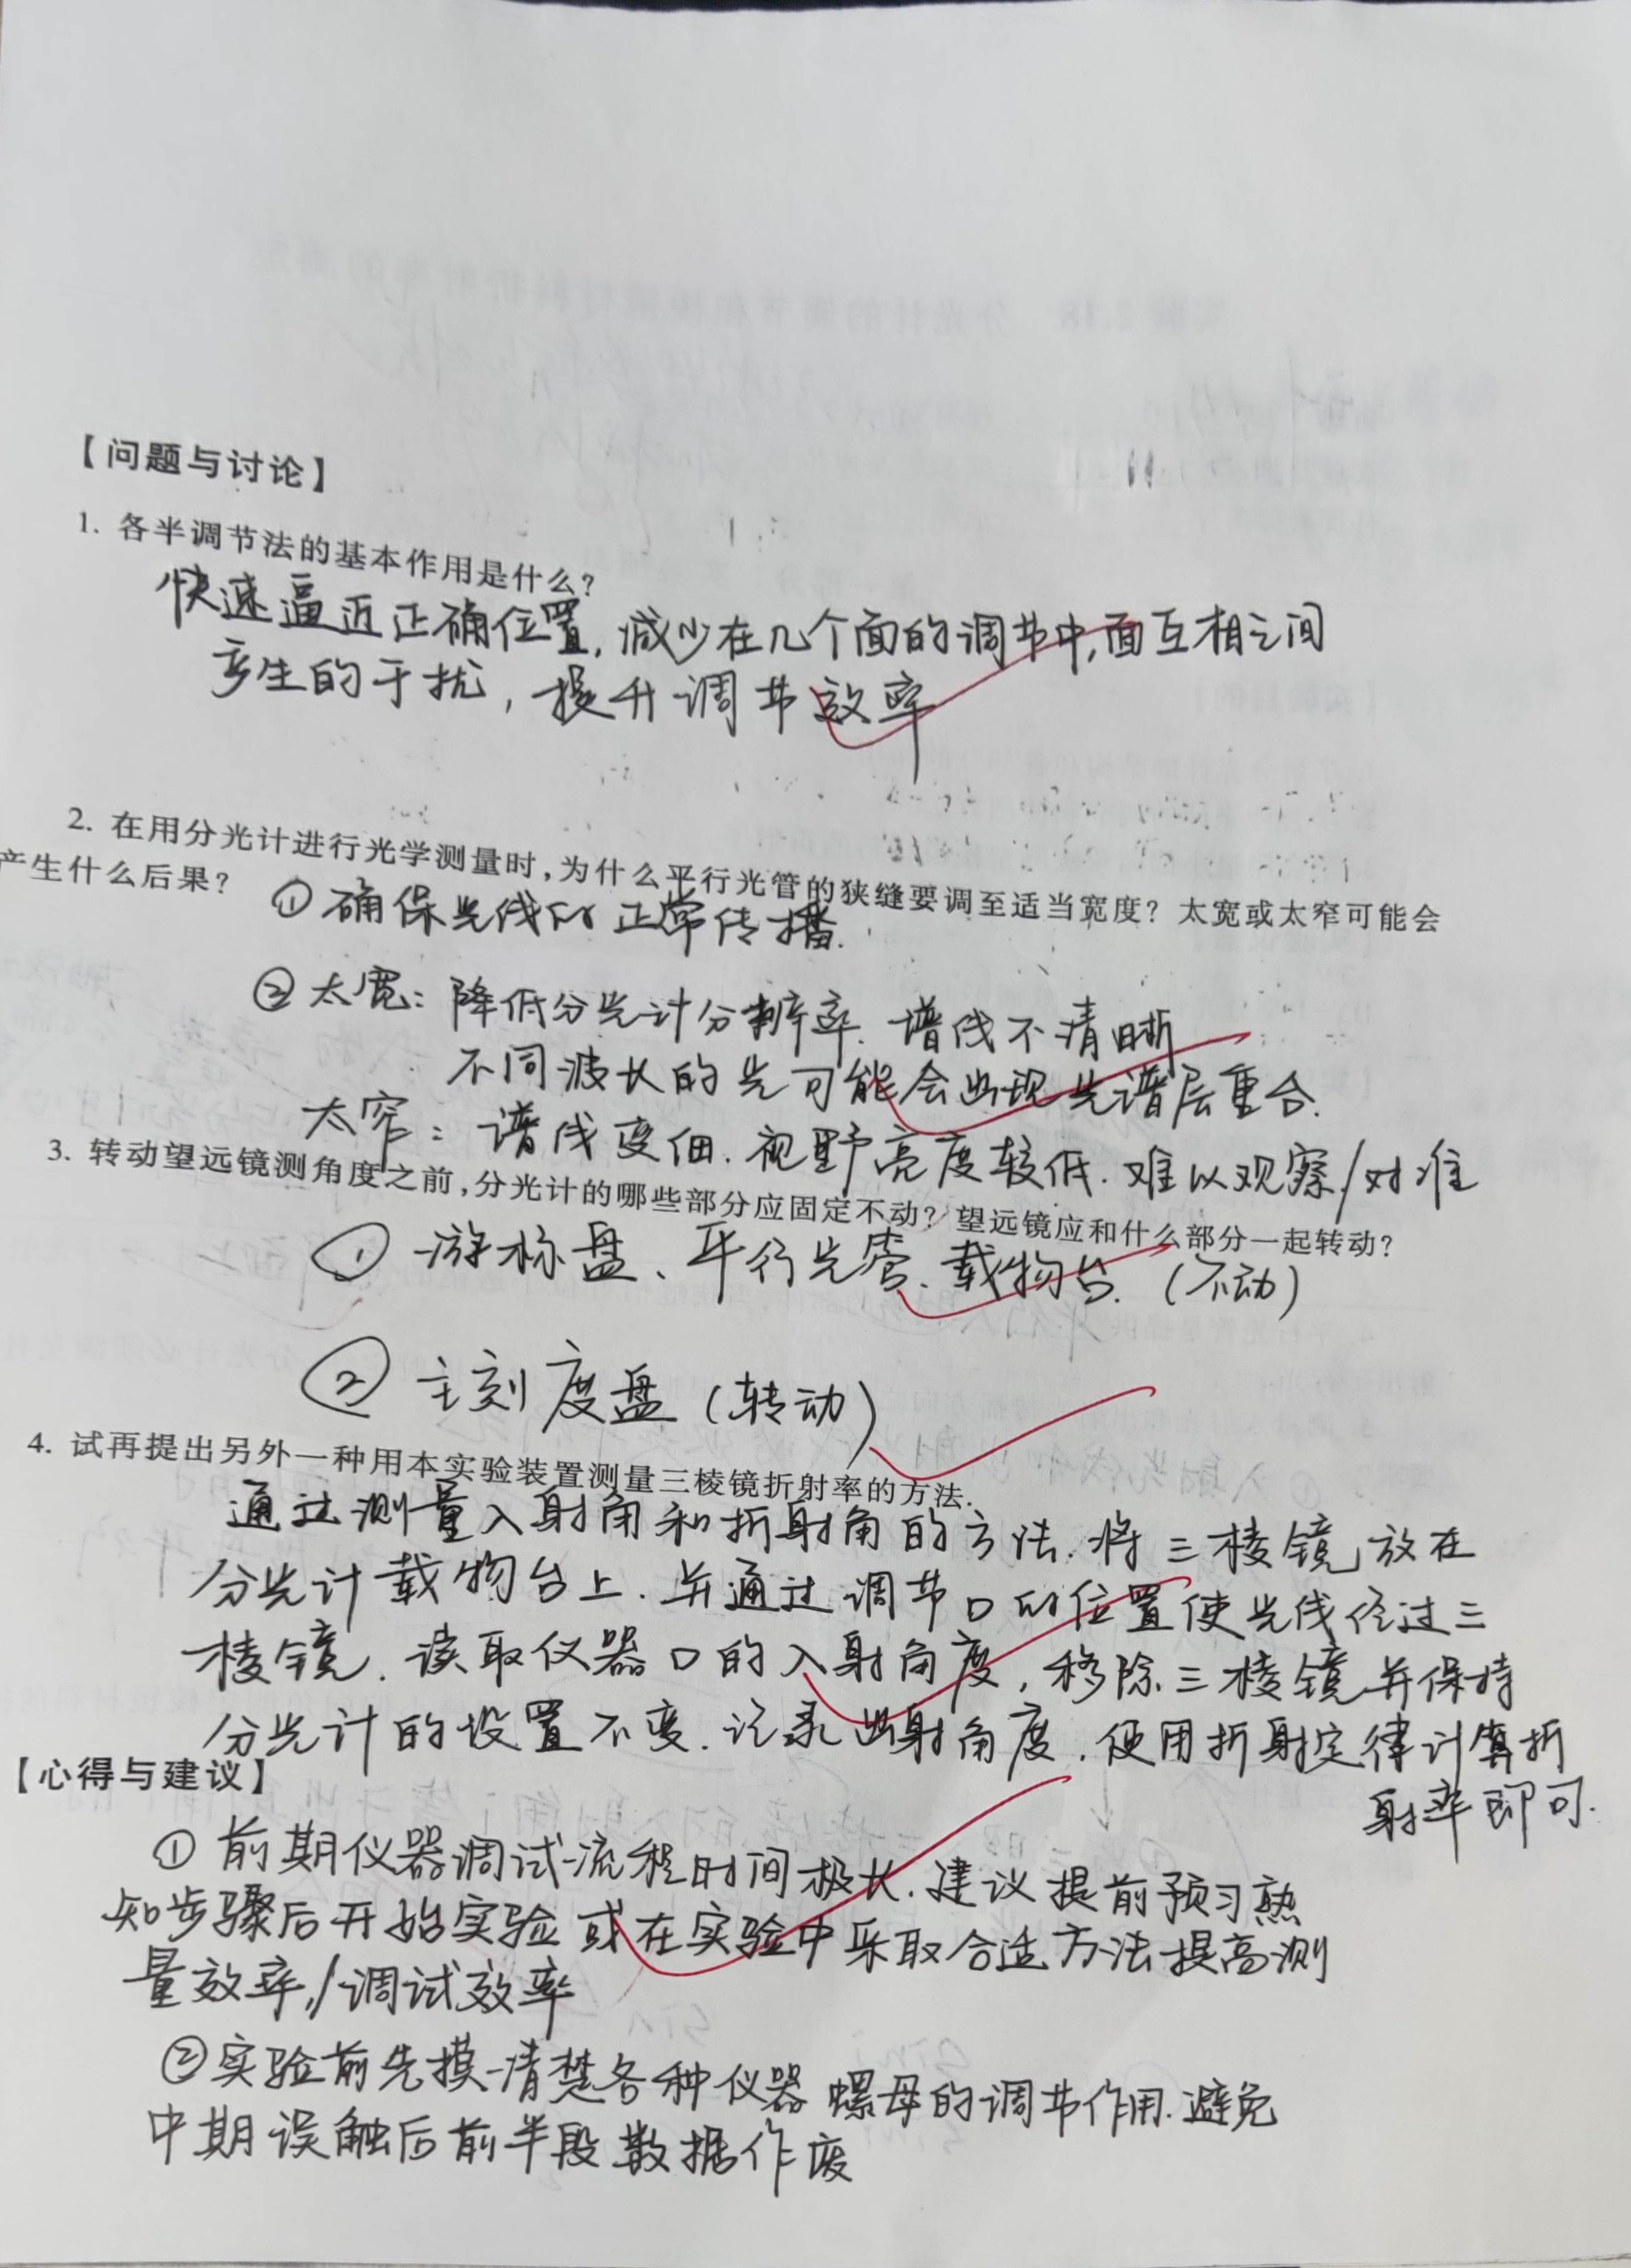 【问题与讨论】
1. 各半调节法的基本作用是什么?
快速逼近正确位置, 减少在几个面的调节中, 面互相之间
产生的干扰, 提升调节效率
2. 在用分光计进行光学测量时, 为什么平行光管的狭缝要调至适当宽度? 太宽或太窄可能会
产生什么后果?
① 确保光线的正常传播.
② 太宽: 降低分光计分辨率. 谱线不清晰
不同波长的光可能会出现光谱层重合.
太窄: 谱线变细. 视野亮度较低. 难以观察/对准
3. 转动望远镜测角度之前, 分光计的哪些部分应固定不动? 望远镜应和什么部分一起转动?
① 游标盘、平行光管、载物台. (不动)
② 主刻度盘 (转动)
4. 试再提出另外一种用本实验装置测量三棱镜折射率的方法.
通过测量入射角和折射角的方法. 将三棱镜放在
分光计载物台上. 并通过调节口的位置使光线经过三
棱镜. 读取仪器口的入射角度, 移除三棱镜并保持
分光计的设置不变. 记录出射角度. 使用折射定律计算折
射率即可.
【心得与建议】
① 前期仪器调试流程时间极长. 建议提前预习熟
知步骤后开始实验或在实验中采取合适方法提高测
量效率/调试效率
② 实验前先摸清楚各种仪器螺母的调节作用. 避免
中期误触后前半段数据作废